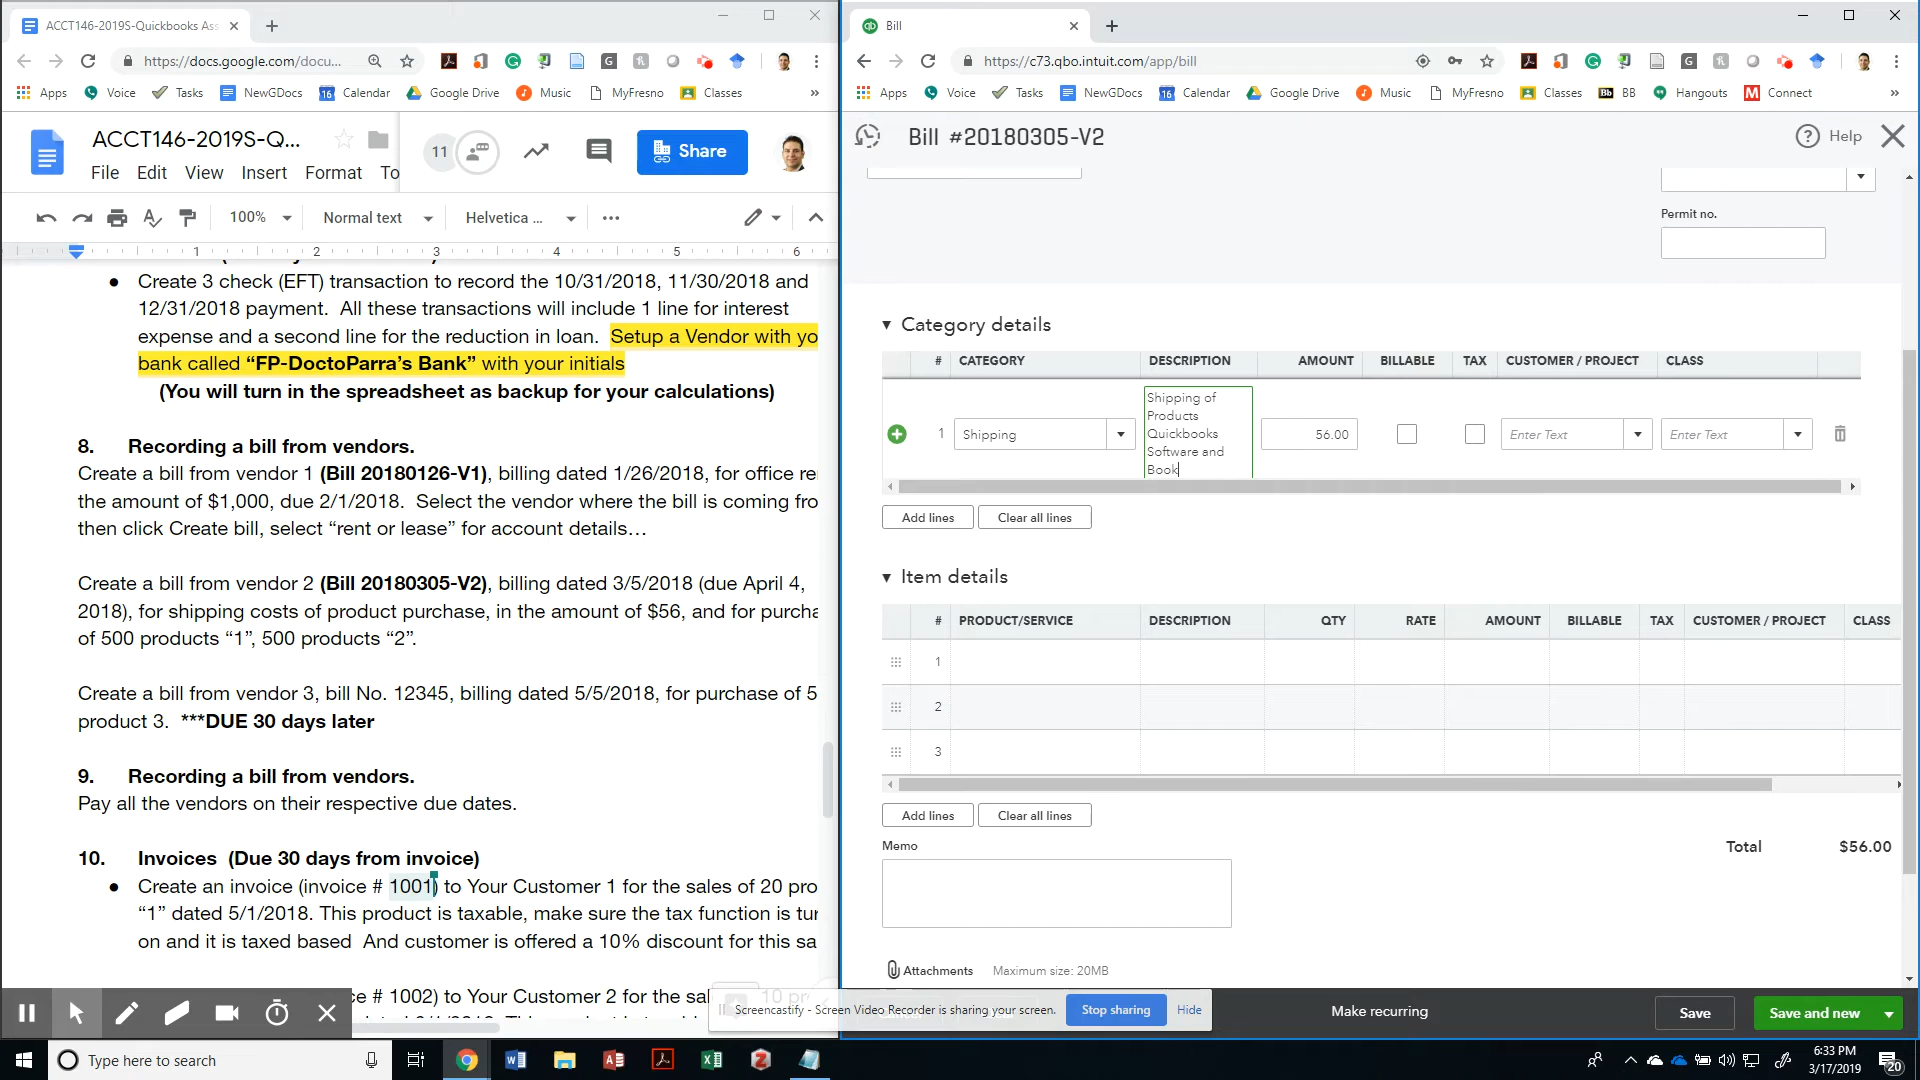 ACCT146-2019S-Quickbooks Ass
https://docs.google.com/docu...
Apps Voice Tasks NewGDocs Calendar Google Drive Music MyFresno Classes »
ACCT146-2019S-Q...
File Edit View Insert Format To
11
Share
100% Normal text Helvetica ...
1 2 3 4 5 6
Create 3 check (EFT) transaction to record the 10/31/2018, 11/30/2018 and
12/31/2018 payment. All these transactions will include 1 line for interest
expense and a second line for the reduction in loan. Setup a Vendor with yo
bank called “FP-DoctoParra’s Bank” with your initials
(You will turn in the spreadsheet as backup for your calculations)
8. Recording a bill from vendors.
Create a bill from vendor 1 (Bill 20180126-V1), billing dated 1/26/2018, for office re
the amount of $1,000, due 2/1/2018. Select the vendor where the bill is coming fro
then click Create bill, select “rent or lease” for account details…
Create a bill from vendor 2 (Bill 20180305-V2), billing dated 3/5/2018 (due April 4,
2018), for shipping costs of product purchase, in the amount of $56, and for purcha
of 500 products “1”, 500 products “2”.
Create a bill from vendor 3, bill No. 12345, billing dated 5/5/2018, for purchase of 5
product 3. ***DUE 30 days later
9. Recording a bill from vendors.
Pay all the vendors on their respective due dates.
10. Invoices (Due 30 days from invoice)
Create an invoice (invoice # 1001) to Your Customer 1 for the sales of 20 pro
“1” dated 5/1/2018. This product is taxable, make sure the tax function is tur
on and it is taxed based And customer is offered a 10% discount for this sa
ce # 1002) to Your Customer 2 for the sal 10 pr
Bill
https://c73.qbo.intuit.com/app/bill
Apps Voice Tasks NewGDocs Calendar Google Drive Music MyFresno Classes BB Hangouts Connect »
Bill #20180305-V2
Help
Permit no.
Category details
# CATEGORY DESCRIPTION AMOUNT BILLABLE TAX CUSTOMER / PROJECT CLASS
1 Shipping 56.00 Enter Text Enter Text
Shipping of
Products
Quickbooks
Software and
Book
Add lines Clear all lines
Item details
# PRODUCT/SERVICE DESCRIPTION QTY RATE AMOUNT BILLABLE TAX CUSTOMER / PROJECT CLASS
1
2
3
Add lines Clear all lines
Memo
Total $56.00
Attachments Maximum size: 20MB
Screencastify - Screen Video Recorder is sharing your screen. Stop sharing Hide
Make recurring
Save Save and new
Type here to search
6:33 PM
3/17/2019
20